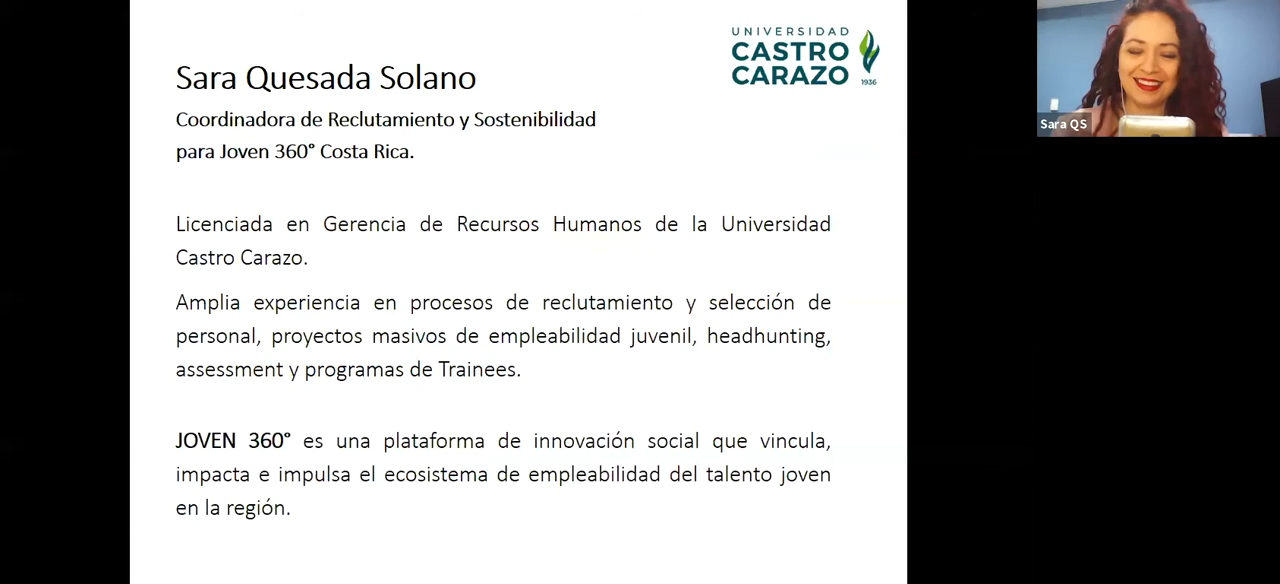 UNIVERSIDAD
CASTRO
CARAZO
1936
Sara QS
Sara Quesada Solano
Coordinadora de Reclutamiento y Sostenibilidad
para Joven 360° Costa Rica.
Licenciada en Gerencia de Recursos Humanos de la Universidad
Castro Carazo.
Amplia experiencia en procesos de reclutamiento y selección de
personal, proyectos masivos de empleabilidad juvenil, headhunting,
assessment y programas de Trainees.
JOVEN 360° es una plataforma de innovación social que vincula,
impacta e impulsa el ecosistema de empleabilidad del talento joven
en la región.